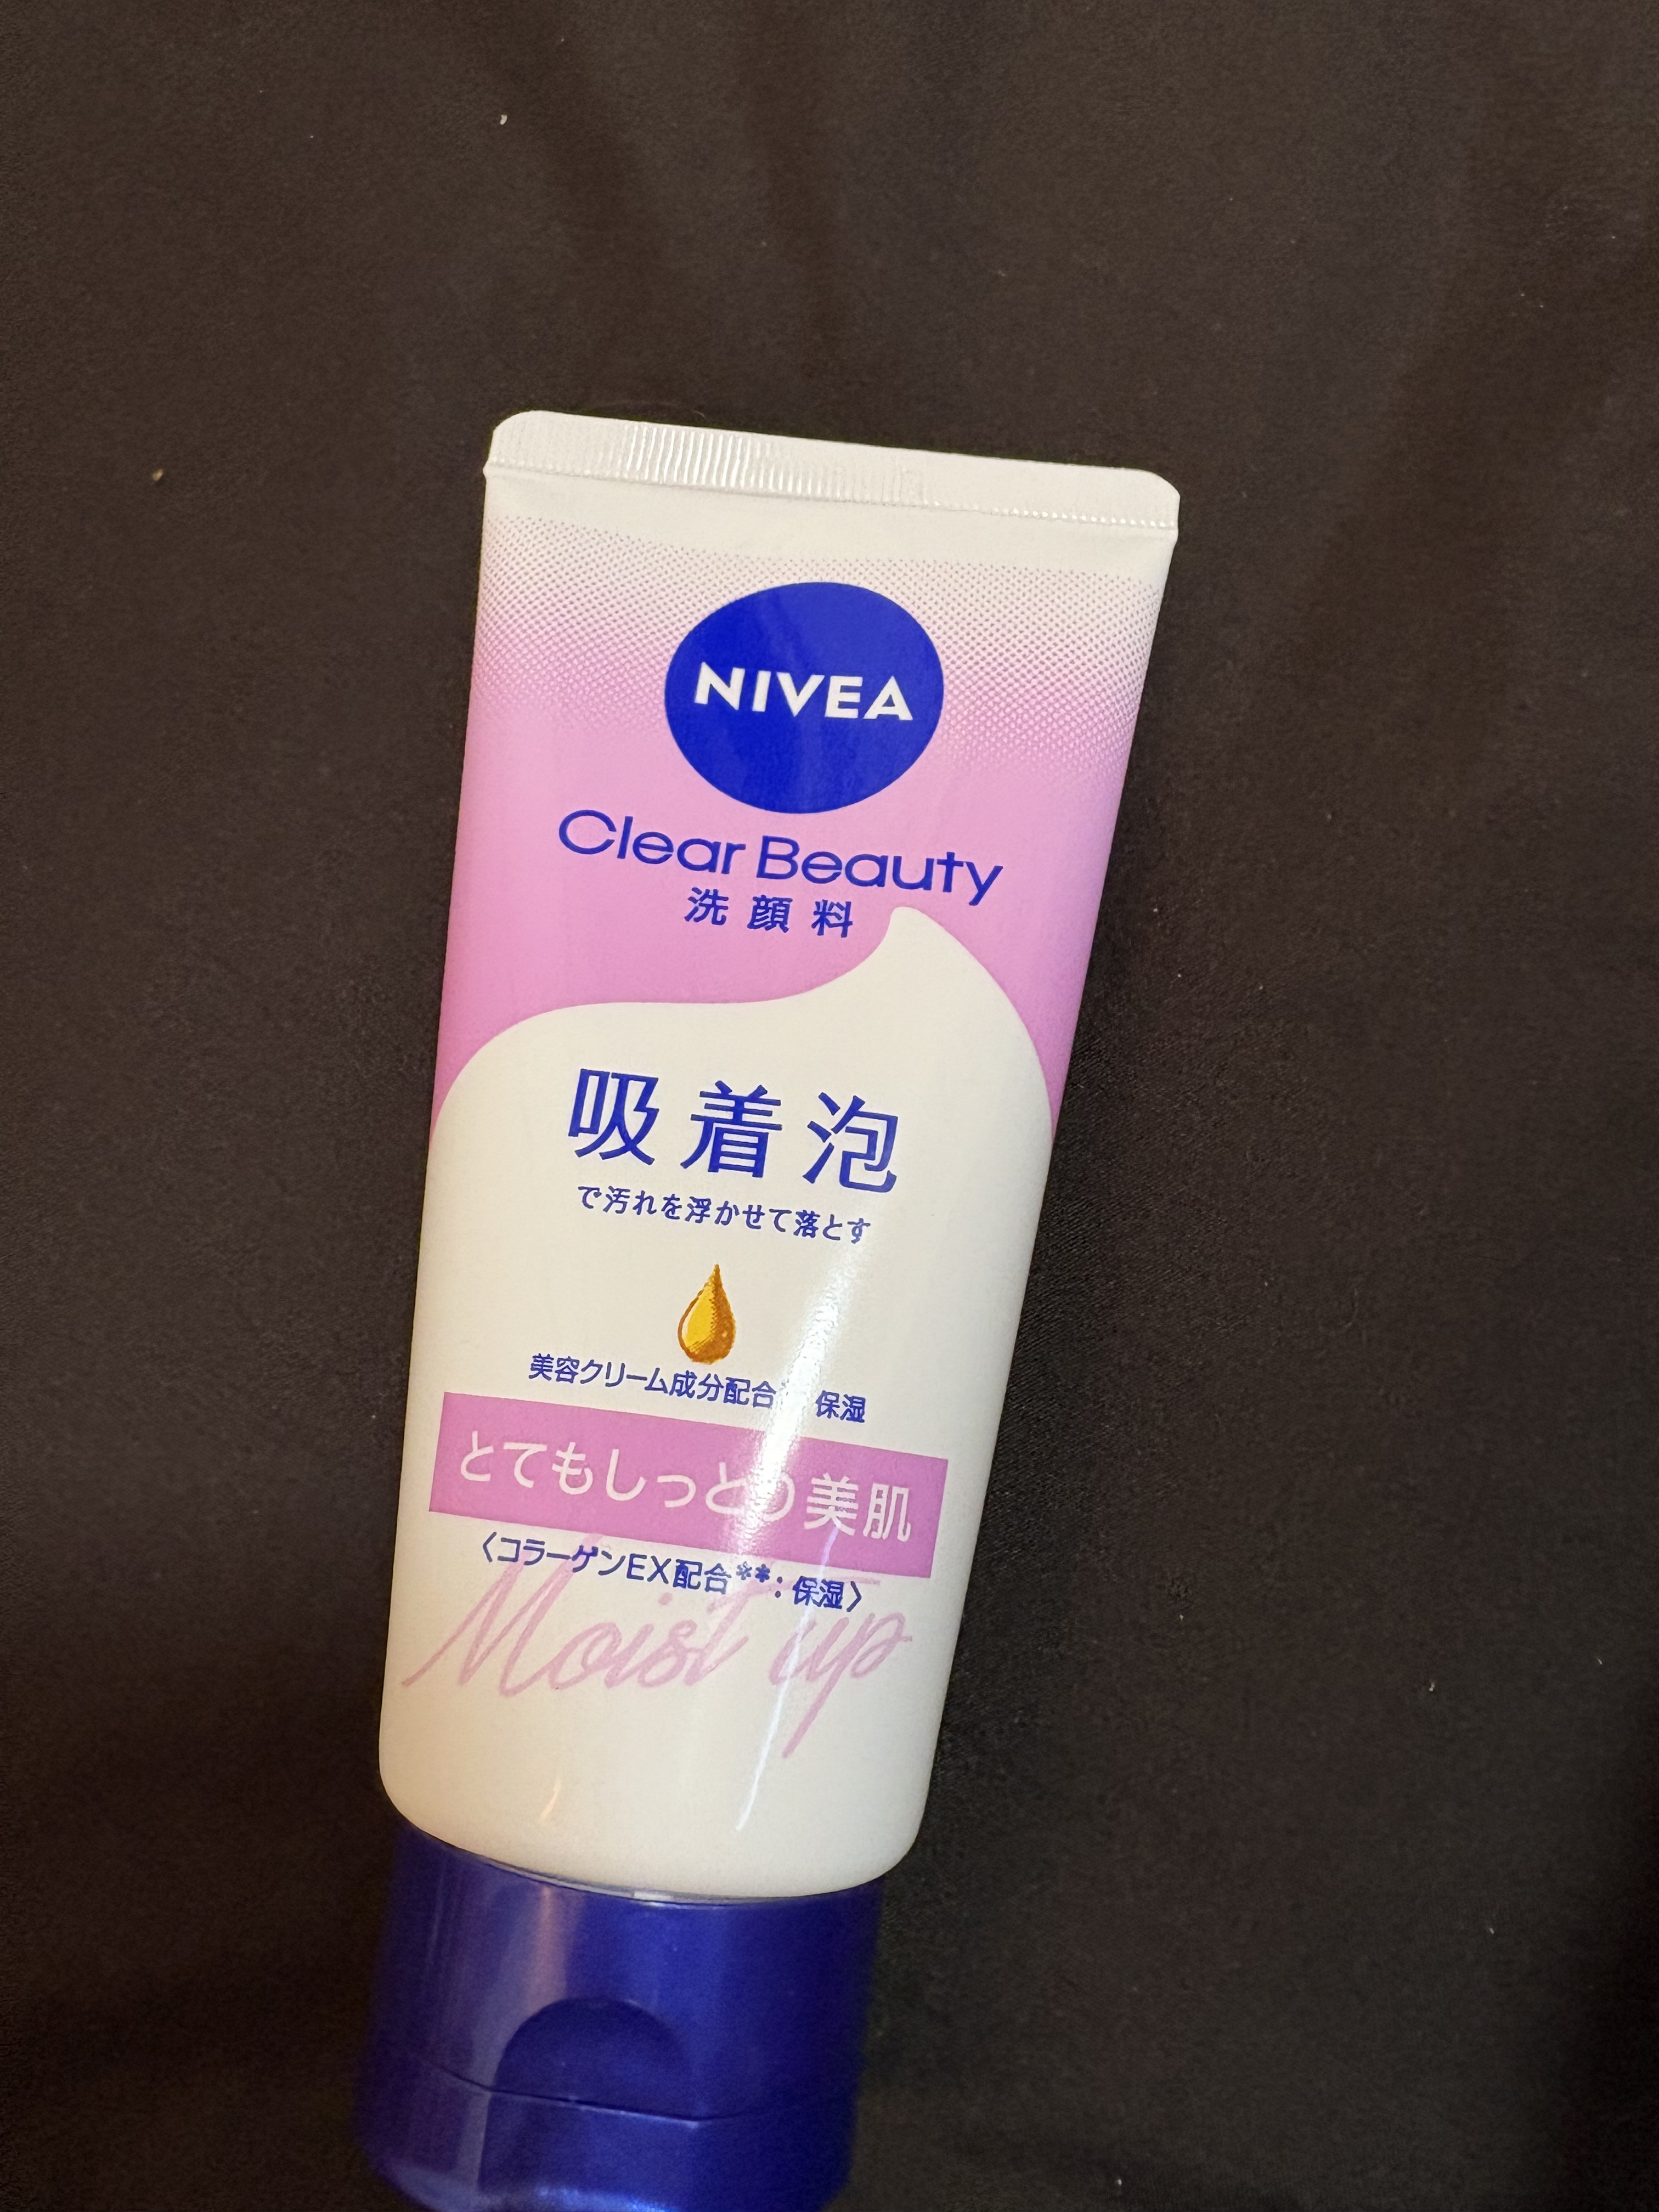 NIVEA
Clear Beauty
洗顔料
吸着泡
で汚れを浮かせて落とす
美容クリーム成分配合 保湿
とてもしっとり美肌
〈コラーゲンEX配合**:保湿〉
Moist up